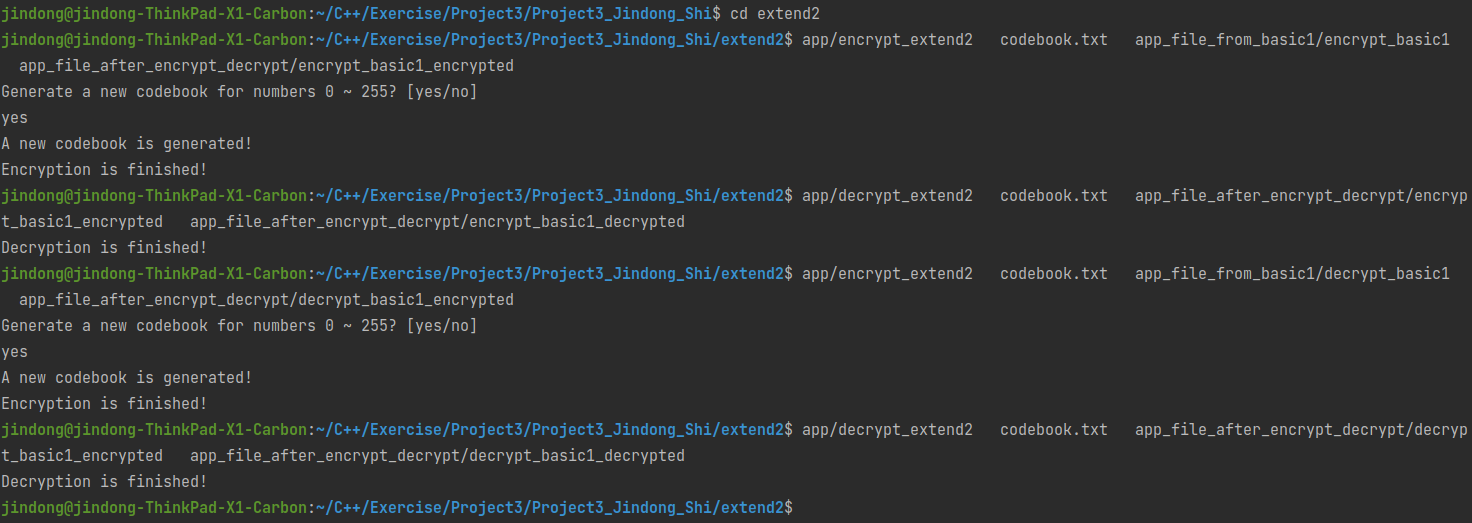 jindong@jindong-ThinkPad-X1-Carbon:~/C++/Exercise/Project3/Project3_Jindong_Shi$ cd extend2
jindong@jindong-ThinkPad-X1-Carbon:~/C++/Exercise/Project3/Project3_Jindong_Shi/extend2$ app/encrypt_extend2   codebook.txt   app_file_from_basic1/encrypt_basic1
  app_file_after_encrypt_decrypt/encrypt_basic1_encrypted
Generate a new codebook for numbers 0 ~ 255? [yes/no]
yes
A new codebook is generated!
Encryption is finished!
jindong@jindong-ThinkPad-X1-Carbon:~/C++/Exercise/Project3/Project3_Jindong_Shi/extend2$ app/decrypt_extend2   codebook.txt   app_file_after_encrypt_decrypt/encryp
t_basic1_encrypted   app_file_after_encrypt_decrypt/encrypt_basic1_decrypted
Decryption is finished!
jindong@jindong-ThinkPad-X1-Carbon:~/C++/Exercise/Project3/Project3_Jindong_Shi/extend2$ app/encrypt_extend2   codebook.txt   app_file_from_basic1/decrypt_basic1
  app_file_after_encrypt_decrypt/decrypt_basic1_encrypted
Generate a new codebook for numbers 0 ~ 255? [yes/no]
yes
A new codebook is generated!
Encryption is finished!
jindong@jindong-ThinkPad-X1-Carbon:~/C++/Exercise/Project3/Project3_Jindong_Shi/extend2$ app/decrypt_extend2   codebook.txt   app_file_after_encrypt_decrypt/decryp
t_basic1_encrypted   app_file_after_encrypt_decrypt/decrypt_basic1_decrypted
Decryption is finished!
jindong@jindong-ThinkPad-X1-Carbon:~/C++/Exercise/Project3/Project3_Jindong_Shi/extend2$